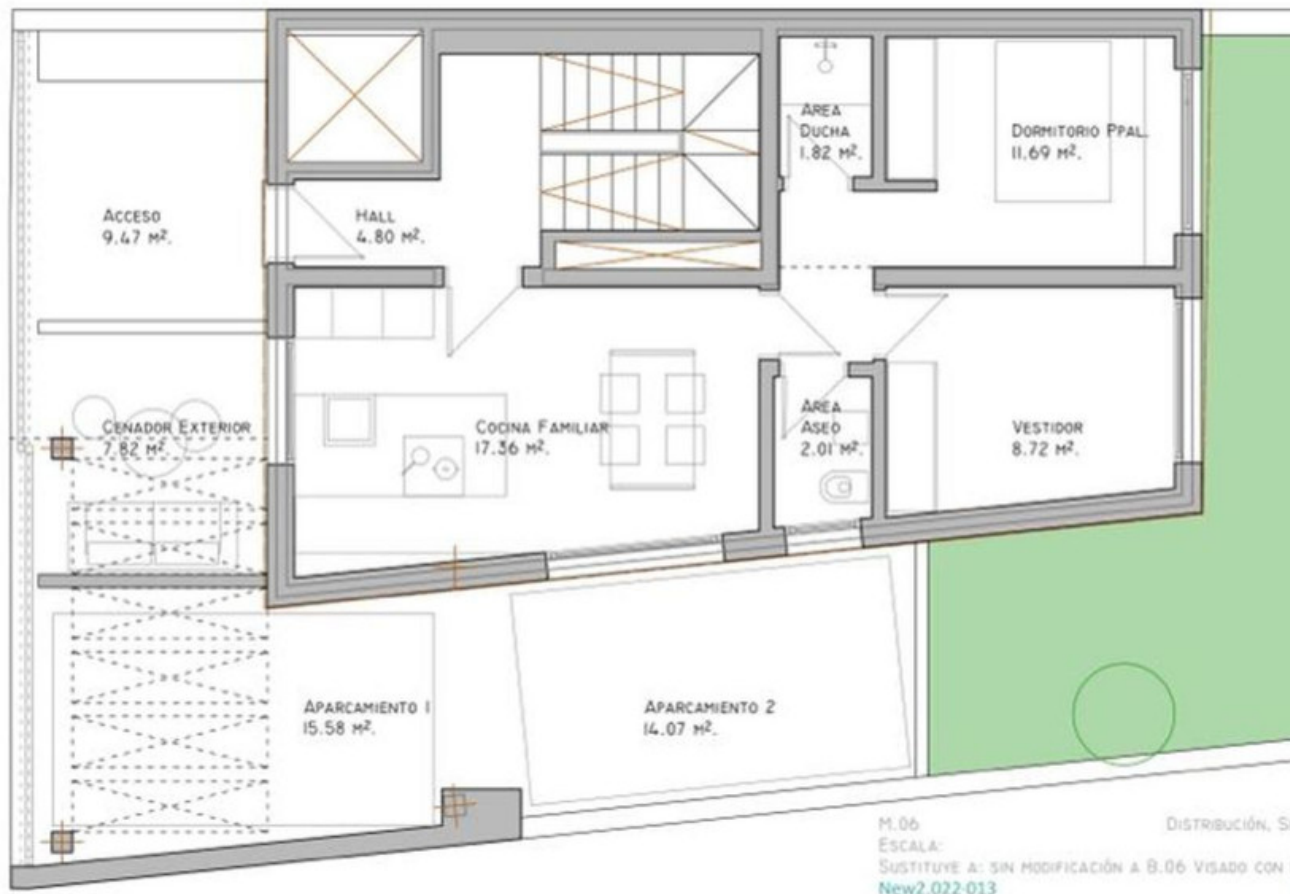 AREA
DUCHA
1.82 M².
DORMITORIO PPAL.
11.69 M².
ACCESO
9.47 M².
HALL
4.80 M².
CENADOR EXTERIOR
7.82 M².
COCINA FAMILIAR
17.36 M².
AREA
ASEO
2.01 M².
VESTIDOR
8.72 M².
APARCAMIENTO 1
15.58 M².
APARCAMIENTO 2
14.07 M².
M.06
DISTRIBUCIÓN,
ESCALA:
SUSTITUYE A: SIN MODIFICACIÓN A B.06 VISADO CON
New2.022-013